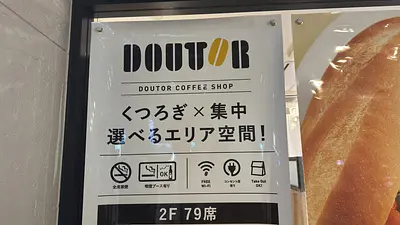 DOUTOR
DOUTOR COFFEE SHOP
くつろぎ×集中
選べるエリア空間!
OK
全席禁煙
喫煙ブース有り
FREE
Wi-Fi
コンセント席
有り
Take Out
OK!
2F 79席